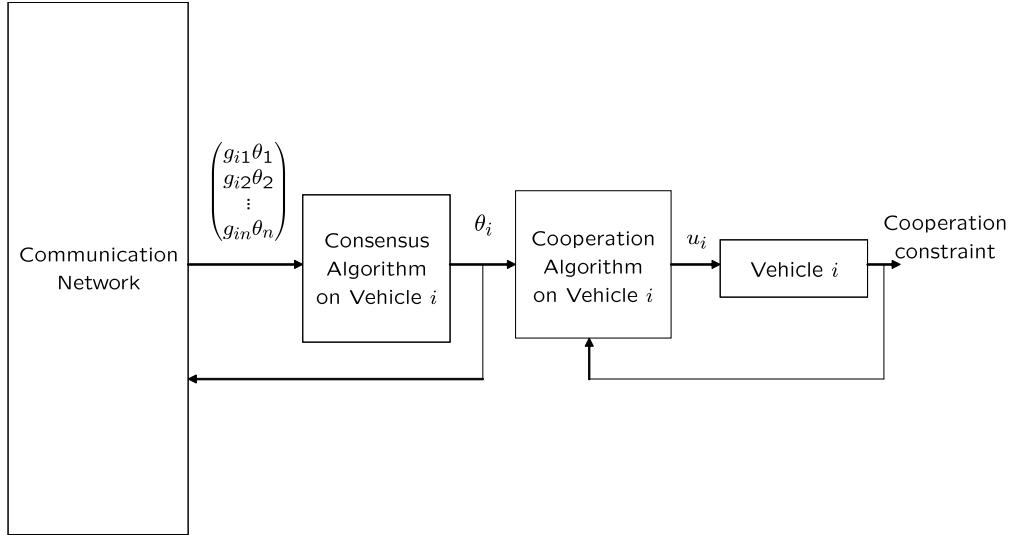 Communication
Network
g_{i1}θ_1
g_{i2}θ_2
⋮
g_{in}θ_n
Consensus
Algorithm
on Vehicle i
θ_i
Cooperation
Algorithm
on Vehicle i
u_i
Vehicle i
Cooperation
constraint